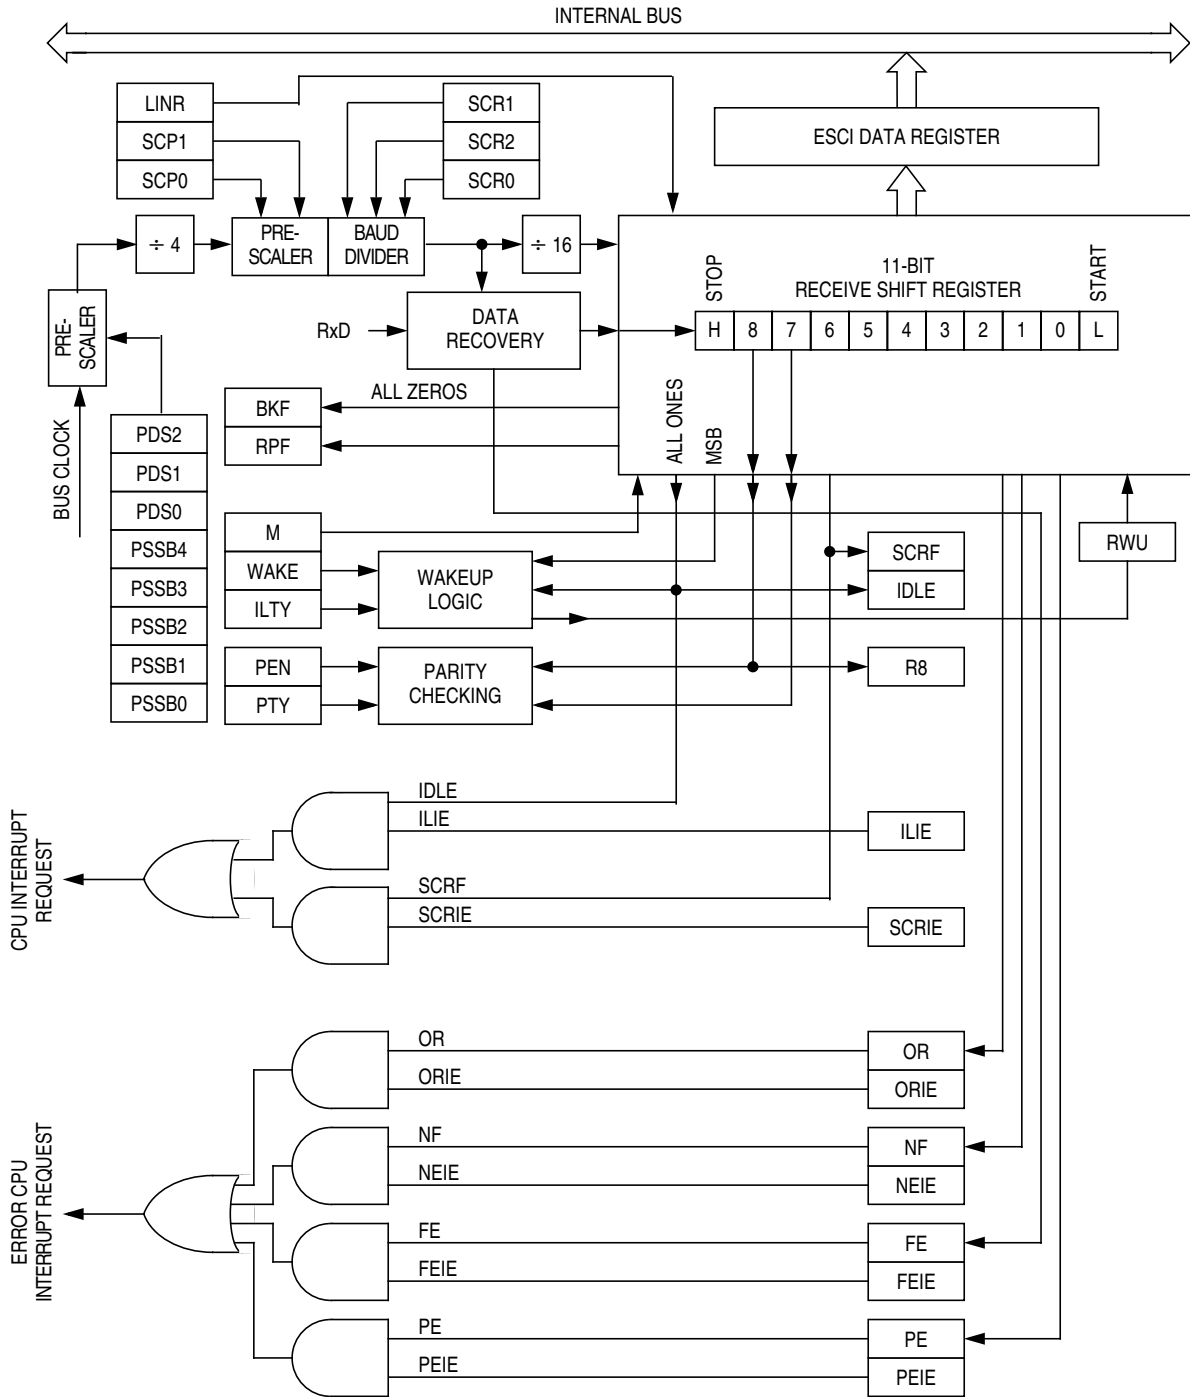 INTERNAL BUS
LINR
SCP1
SCP0
SCR1
SCR2
SCR0
ESCI DATA REGISTER
÷ 4
PRE-
SCALER
BAUD
DIVIDER
÷ 16
PRE-
SCALER
BUS CLOCK
RxD
DATA
RECOVERY
STOP
11-BIT
RECEIVE SHIFT REGISTER
START
H 8 7 6 5 4 3 2 1 0 L
ALL ZEROS
ALL ONES
MSB
BKF
RPF
PDS2
PDS1
PDS0
PSSB4
PSSB3
PSSB2
PSSB1
PSSB0
M
WAKE
ILTY
WAKEUP
LOGIC
PEN
PTY
PARITY
CHECKING
SCRF
IDLE
R8
RWU
CPU INTERRUPT
REQUEST
IDLE
ILIE
ILIE
SCRF
SCRIE
SCRIE
ERROR CPU
INTERRUPT REQUEST
OR
OR
ORIE
ORIE
NF
NF
NEIE
NEIE
FE
FE
FEIE
FEIE
PE
PE
PEIE
PEIE